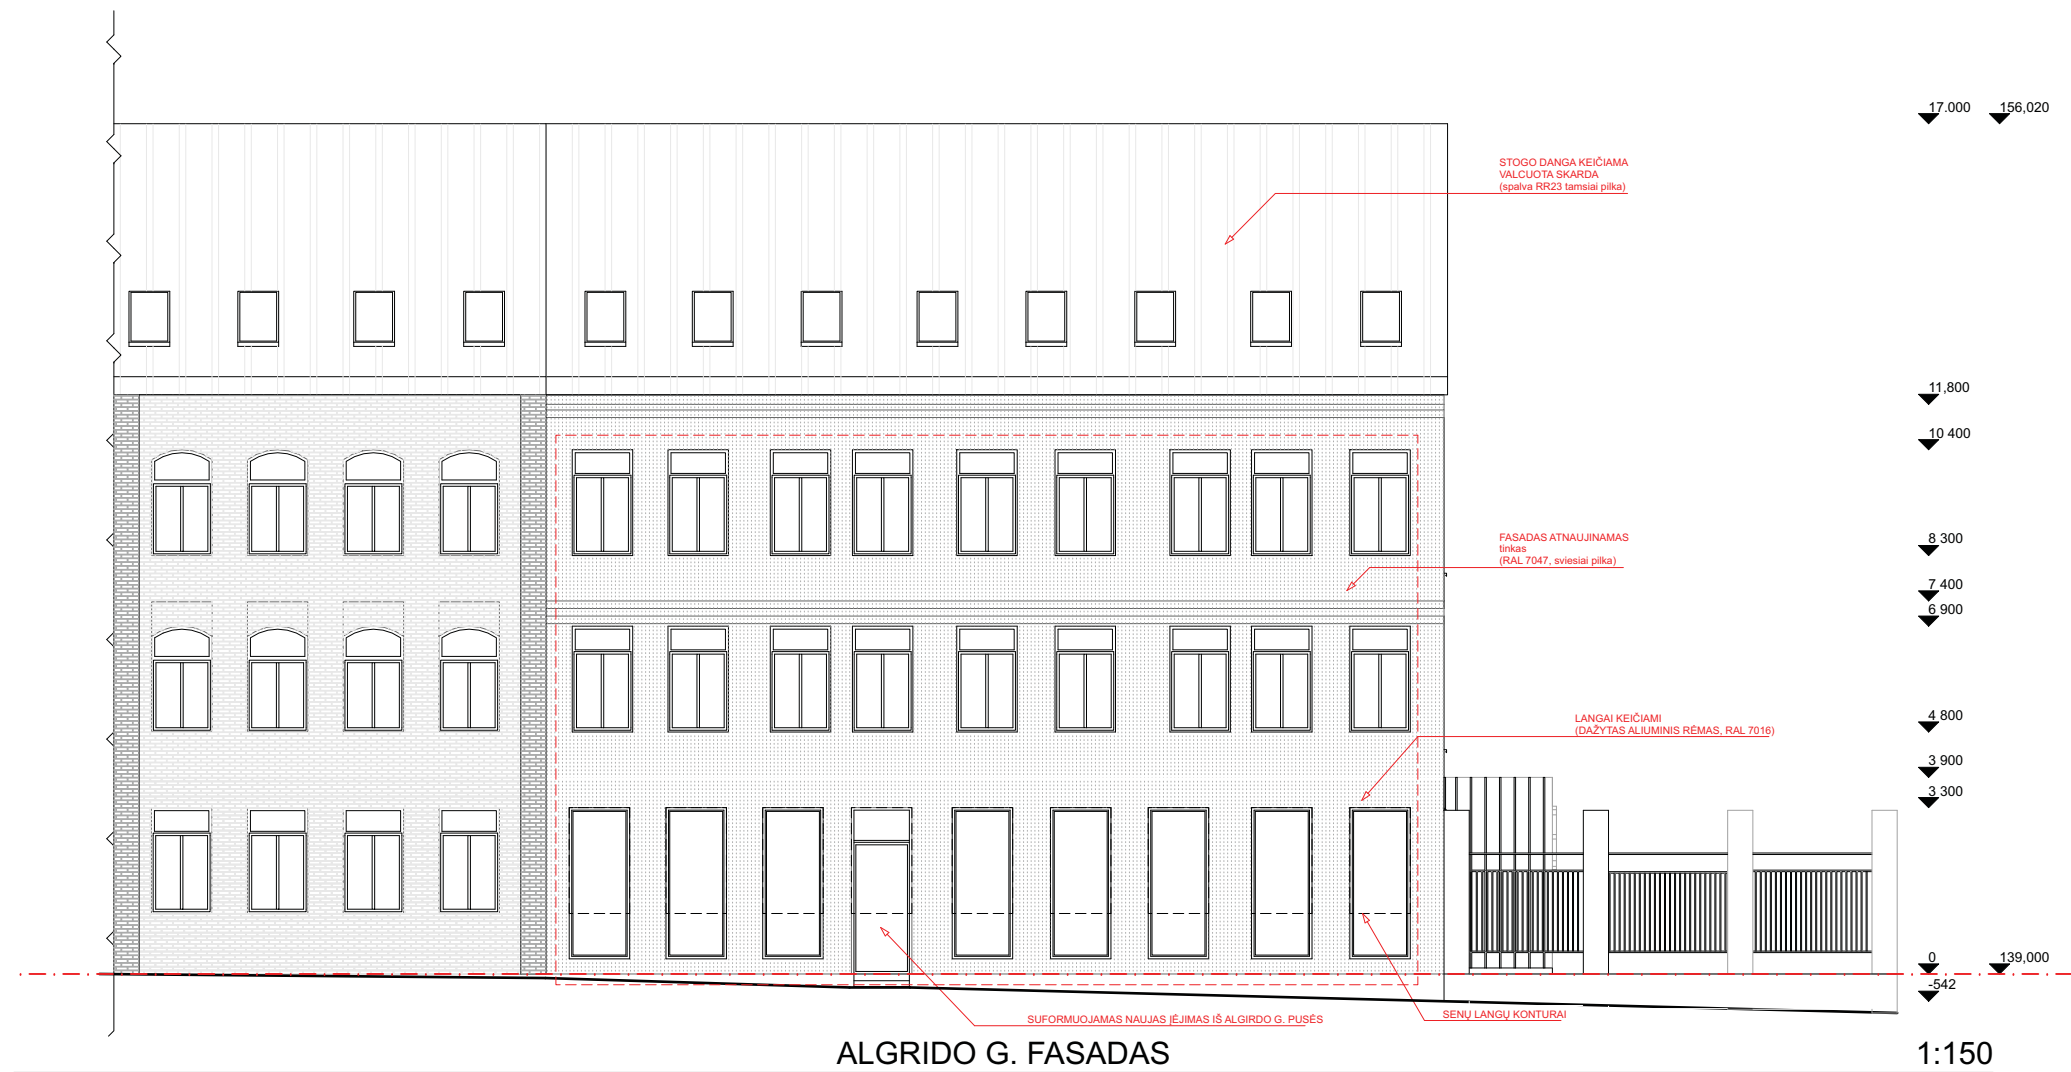 17.000 156,020
STOGO DANGA KEIČIAMA
VALCUOTA SKARDA
(spalva RR23 tamsiai pilka)
11,800
10 400
FASADAS ATNAUJINAMAS
tinkas
(RAL 7047, sviesiai pilka)
8 300
7 400
6 900
LANGAI KEIČIAMI
(DAŽYTAS ALIUMINIS RĖMAS, RAL 7016)
4 800
3 900
3 300
0 139,000
-542
SUFORMUOJAMAS NAUJAS ĮĖJIMAS IŠ ALGIRDO G. PUSĖS
SENŲ LANGŲ KONTURAI
ALGRIDO G. FASADAS
1:150